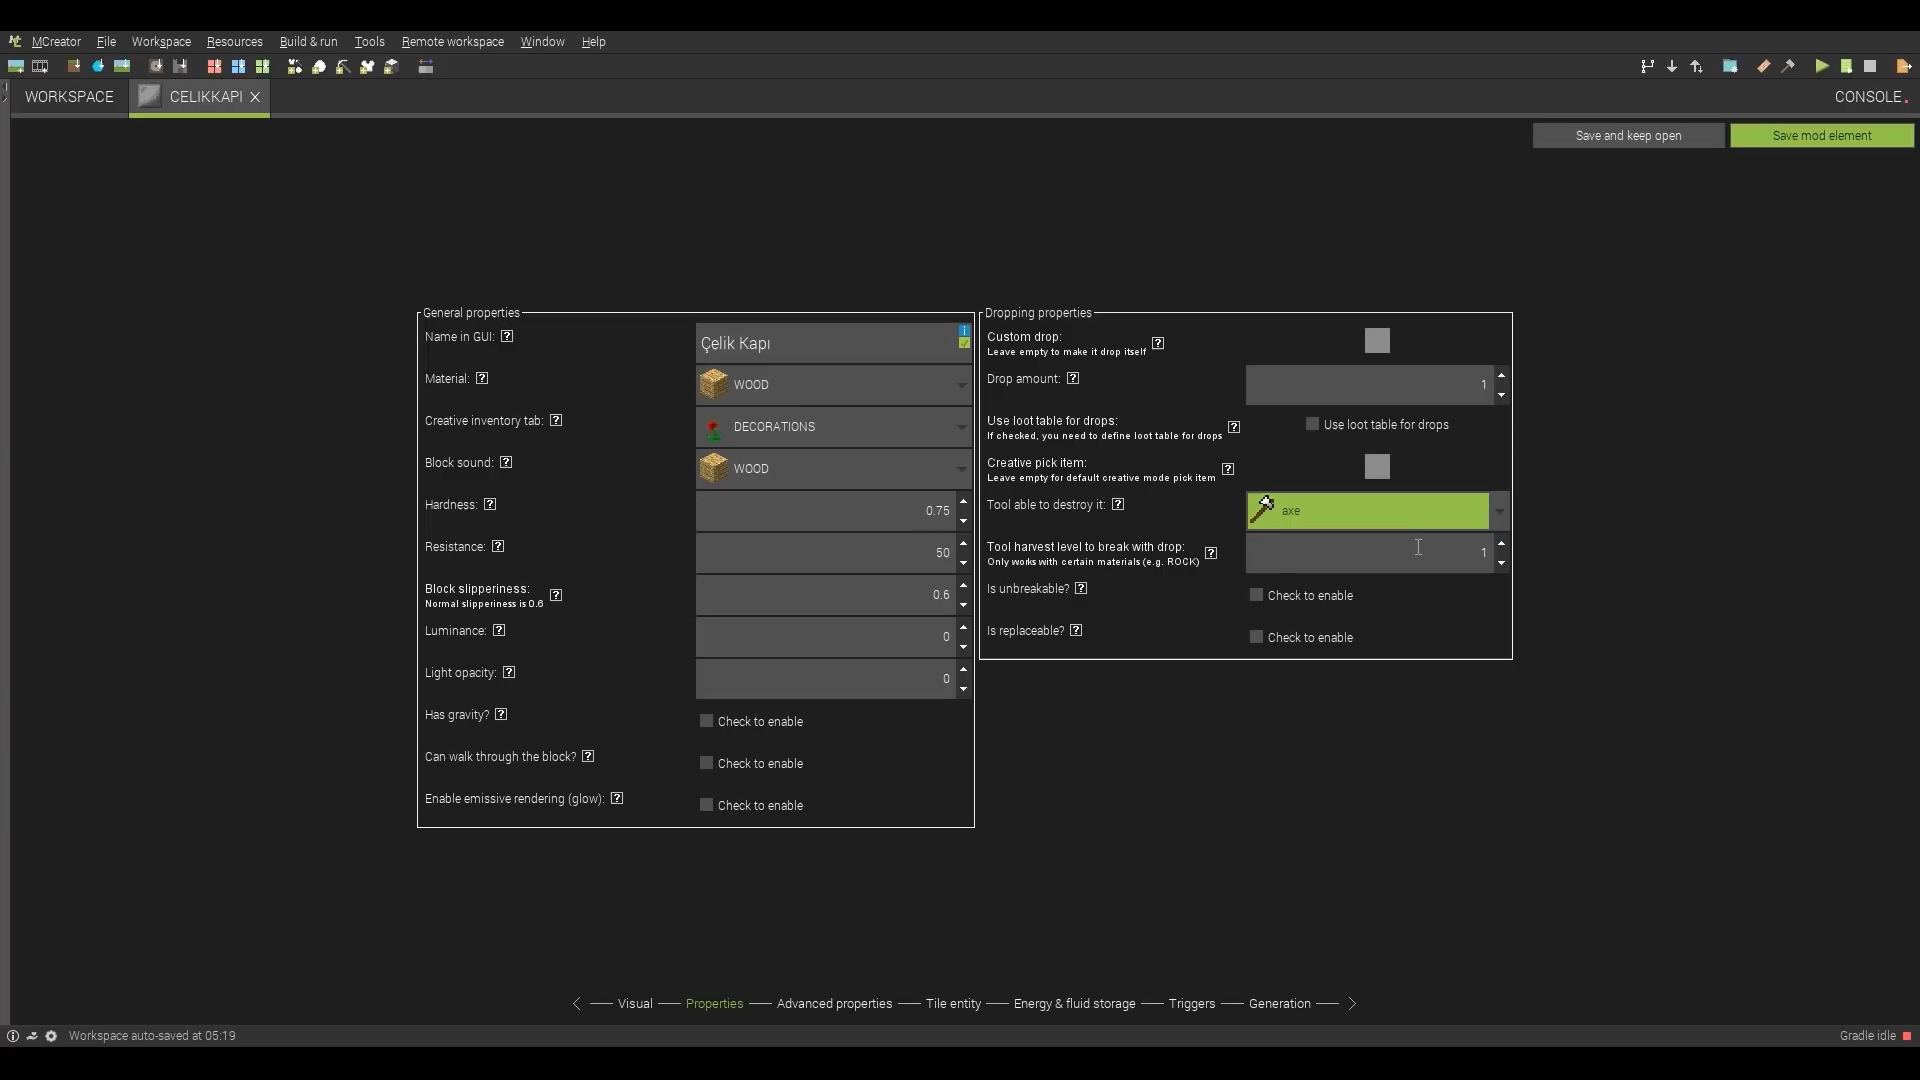 MCreator File Workspace Resources Build & run Tools Remote workspace Window Help
WORKSPACE CELIKKAPI CONSOLE
Save and keep open Save mod element
General properties
Name in GUI: ? Çelik Kapı
Material: ? WOOD
Creative inventory tab: ? DECORATIONS
Block sound: ? WOOD
Hardness: ? 0.75
Resistance: ? 50
Block slipperiness: ? 0.6
Normal slipperiness is 0.6
Luminance: ? 0
Light opacity: ? 0
Has gravity? ? Check to enable
Can walk through the block? ? Check to enable
Enable emissive rendering (glow): ? Check to enable
Dropping properties
Custom drop: ?
Leave empty to make it drop itself
Drop amount: ? 1
Use loot table for drops: ? Use loot table for drops
If checked, you need to define loot table for drops
Creative pick item: ?
Leave empty for default creative mode pick item
Tool able to destroy it: ? axe
Tool harvest level to break with drop: ? 1
Only works with certain materials (e.g. ROCK)
Is unbreakable? ? Check to enable
Is replaceable? ? Check to enable
Visual Properties Advanced properties Tile entity Energy & fluid storage Triggers Generation
Workspace auto-saved at 05:19 Gradle idle